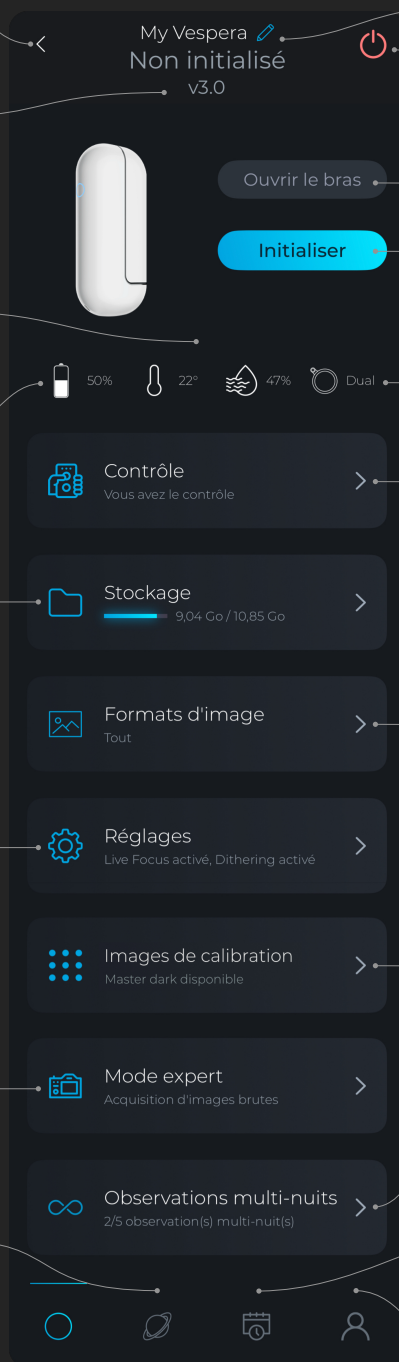 My Vespera
Non initialisé
v3.0
Ouvrir le bras
Initialiser
50% 22° 47% Dual
Contrôle
Vous avez le contrôle
Stockage
9,04 Go / 10,85 Go
Formats d'image
Tout
Réglages
Live Focus activé, Dithering activé
Images de calibration
Master dark disponible
Mode expert
Acquisition d'images brutes
Observations multi-nuits
2/5 observation(s) multi-nuit(s)